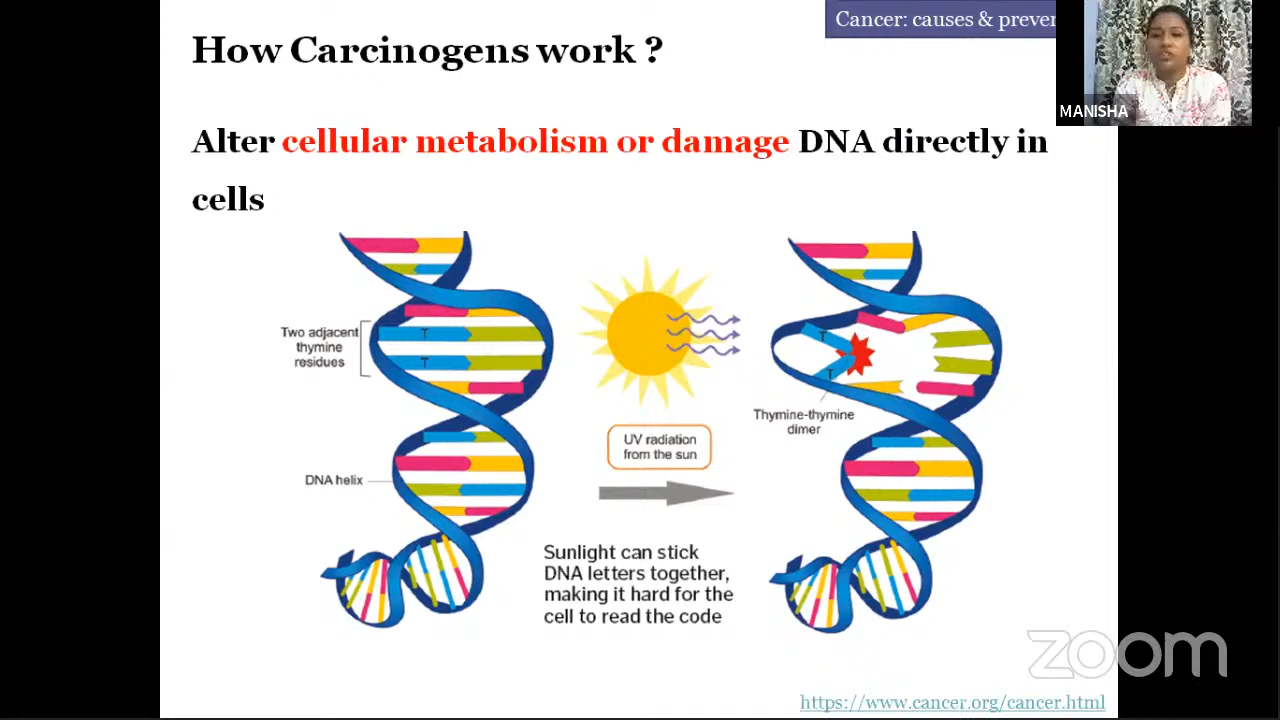 Cancer: causes & preven
How Carcinogens work ?
MANISHA
Alter cellular metabolism or damage DNA directly in
cells
Two adjacent
thymine
residues
T
T
T
T
Thymine-thymine
dimer
UV radiation
from the sun
DNA helix
Sunlight can stick
DNA letters together,
making it hard for the
cell to read the code
zoom
https://www.cancer.org/cancer.html